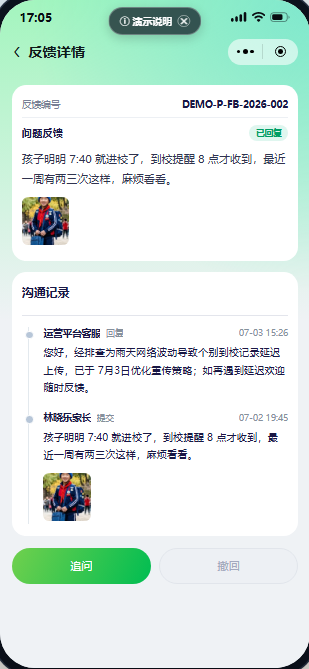 17:05
演示说明
反馈详情
反馈编号 DEMO-P-FB-2026-002
问题反馈 已回复
孩子明明 7:40 就进校了，到校提醒 8 点才收到，最近
一周有两三次这样，麻烦看看。
沟通记录
运营平台客服 回复 07-03 15:26
您好，经排查为雨天网络波动导致个别到校记录延迟
上传，已于 7月3日优化重传策略；如再遇到延迟欢迎
随时反馈。
林晓乐家长 提交 07-02 19:45
孩子明明 7:40 就进校了，到校提醒 8 点才收到，最
近一周有两三次这样，麻烦看看。
追问 撤回